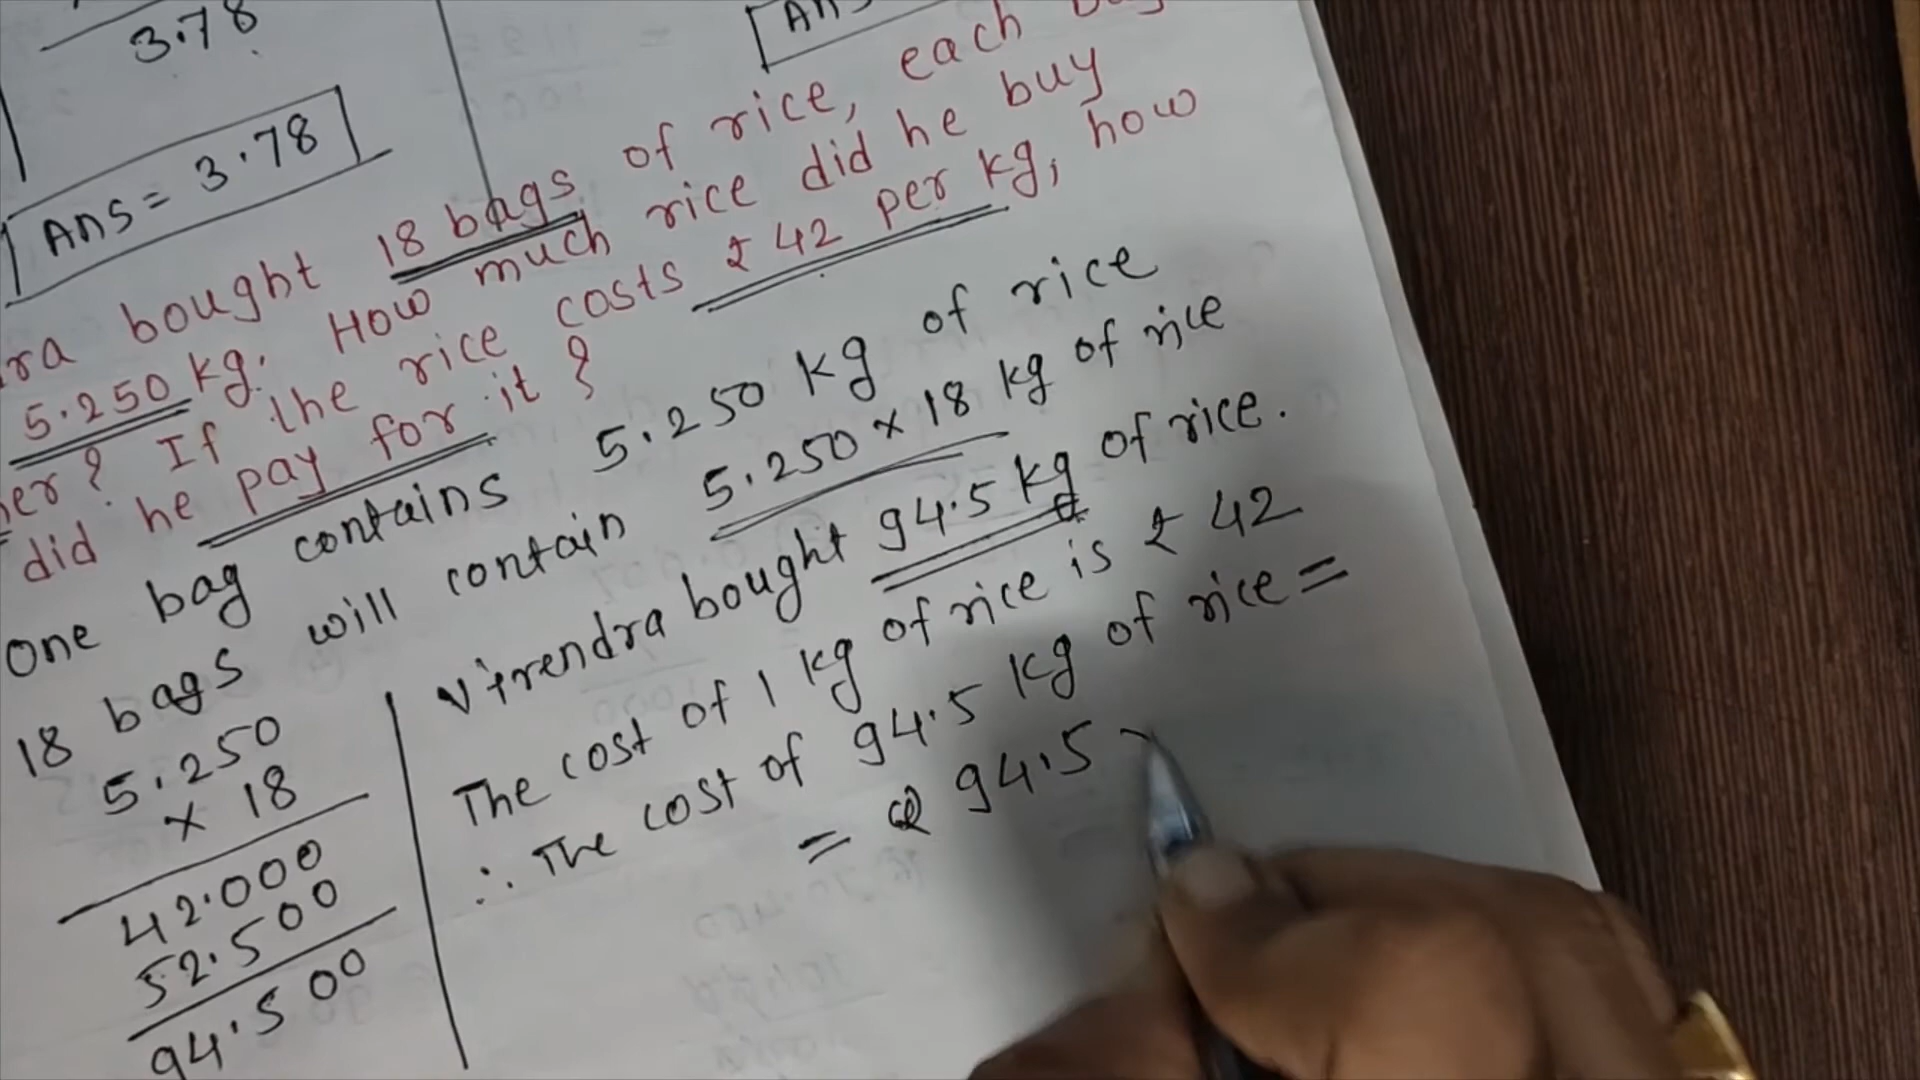 3.78
Ans = 3.78
Ans
ra bought 18 bags of rice, each
5.250 kg. How much rice did he buy
her? If the rice costs ₹ 42 per kg, how
did he pay for it?
One bag contains 5.250 kg of rice
18 bags will contain 5.250 × 18 kg of rice
5.250
× 18
42.000
52.500
94.500
Virendra bought 94.5 kg of rice.
The cost of 1 kg of rice is ₹ 42
∴ The cost of 94.5 kg of rice =
= 94.5